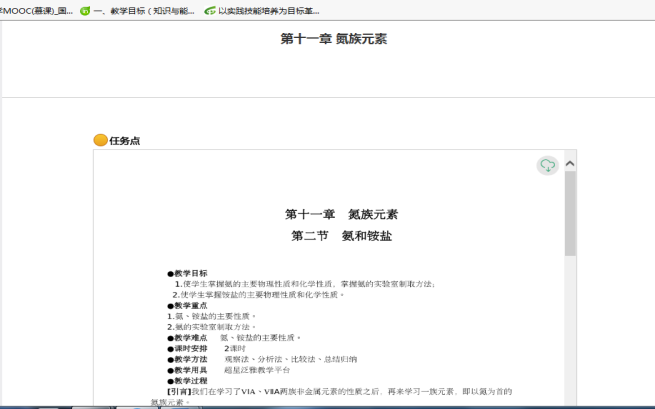 学MOOC(慕课)_国... 一、教学目标 ( 知识与能... 以实践技能培养为目标革...
第十一章 氮族元素
任务点
第十一章 氮族元素
第二节 氨和铵盐
●教学目标
1.使学生掌握氨的主要物理性质和化学性质，掌握氨的实验室制取方法；
2.使学生掌握铵盐的主要物理性质和化学性质。
●教学重点
1.氨、铵盐的主要性质。
2.氨的实验室制取方法。
●教学难点 氨、铵盐的主要性质。
●课时安排 2课时
●教学方法 观察法、分析法、比较法、总结归纳
●教学用具 超星泛雅教学平台
●教学过程
[引言]我们在学习了VIA、VIIA两族非金属元素的性质之后，再来学习一族元素，即以氮为首的
氮族元素。